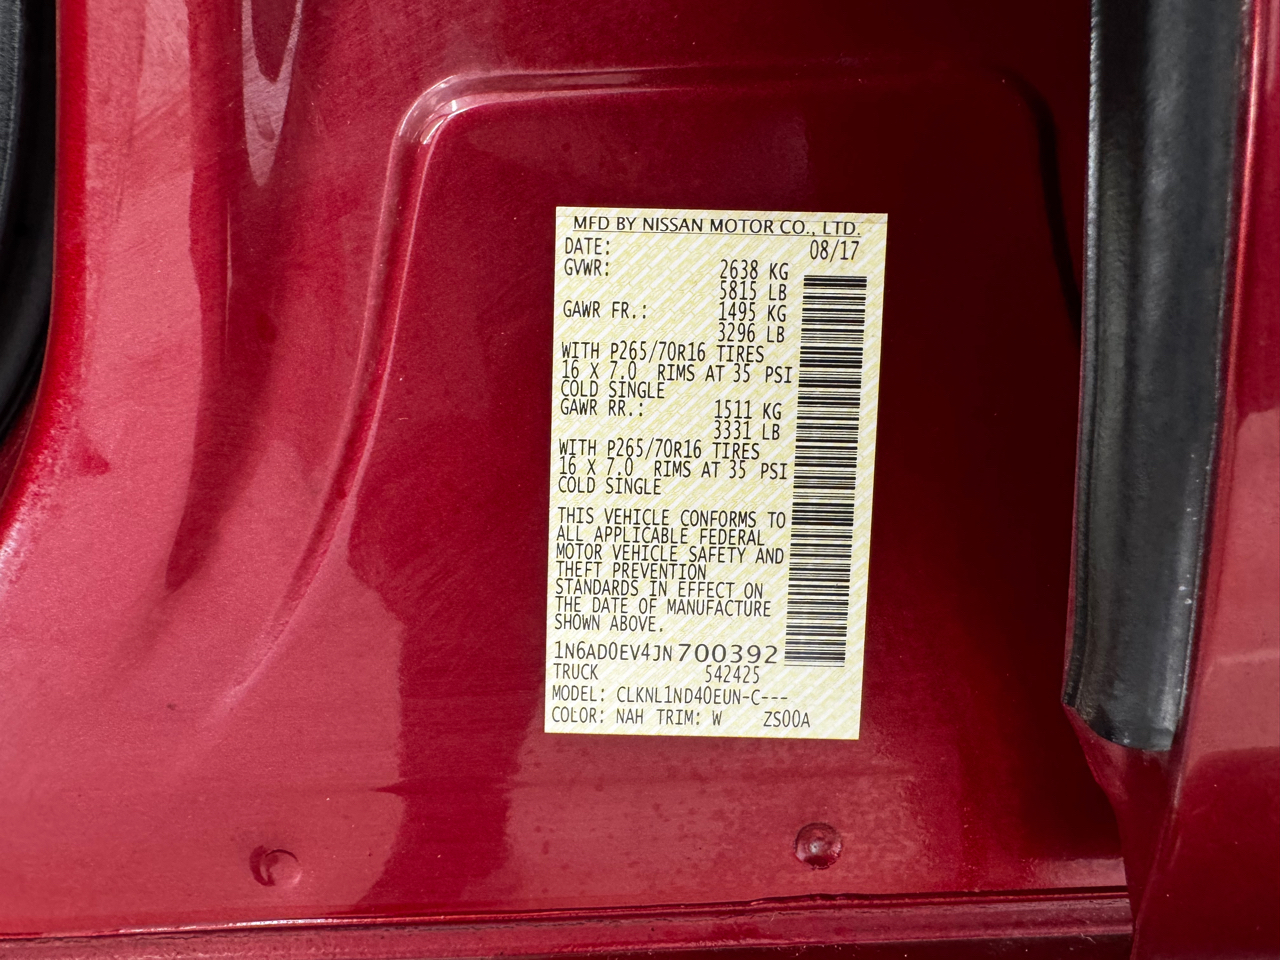 MFD BY NISSAN MOTOR CO., LTD.
DATE: 08/17
GVWR: 2638 KG
5815 LB
GAWR FR.: 1495 KG
3296 LB
WITH P265/70R16 TIRES
16 X 7.0 RIMS AT 35 PSI
COLD SINGLE
GAWR RR.: 1511 KG
3331 LB
WITH P265/70R16 TIRES
16 X 7.0 RIMS AT 35 PSI
COLD SINGLE
THIS VEHICLE CONFORMS TO
ALL APPLICABLE FEDERAL
MOTOR VEHICLE SAFETY AND
THEFT PREVENTION
STANDARDS IN EFFECT ON
THE DATE OF MANUFACTURE
SHOWN ABOVE.
1N6AD0EV4JN700392
TRUCK 542425
MODEL: CLKNL1ND40EUN-C---
COLOR: NAH TRIM: W ZS00A